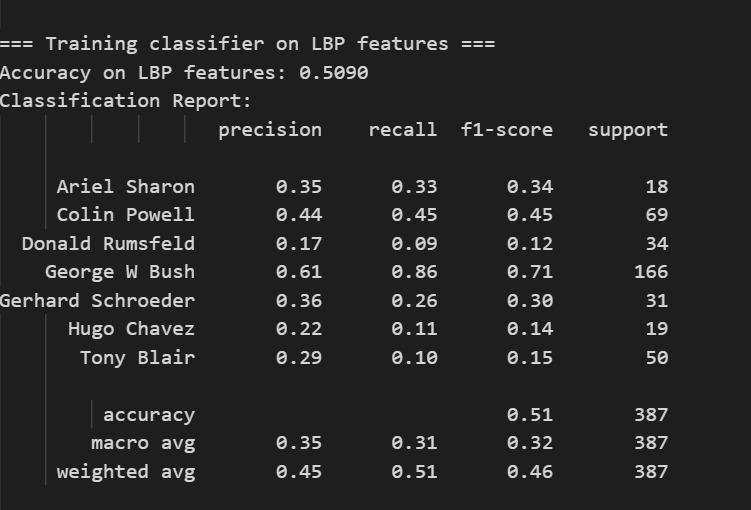 === Training classifier on LBP features ===
Accuracy on LBP features: 0.5090
Classification Report:
precision recall f1-score support
Ariel Sharon 0.35 0.33 0.34 18
Colin Powell 0.44 0.45 0.45 69
Donald Rumsfeld 0.17 0.09 0.12 34
George W Bush 0.61 0.86 0.71 166
Gerhard Schroeder 0.36 0.26 0.30 31
Hugo Chavez 0.22 0.11 0.14 19
Tony Blair 0.29 0.10 0.15 50
accuracy 0.51 387
macro avg 0.35 0.31 0.32 387
weighted avg 0.45 0.51 0.46 387